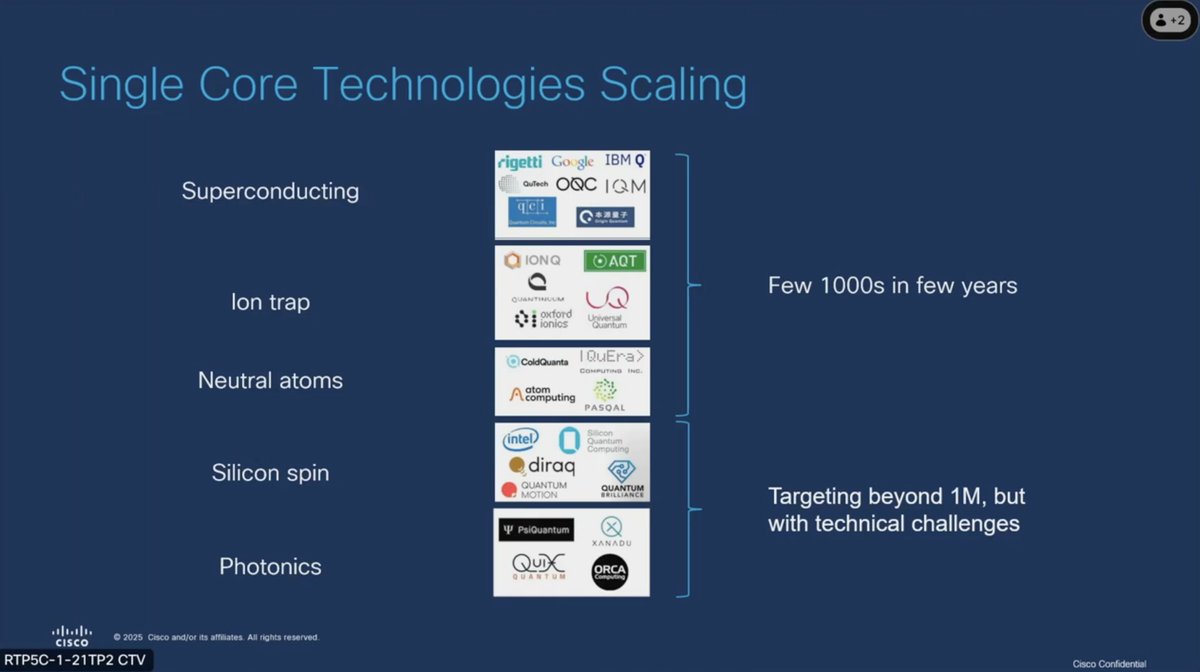 +2
Single Core Technologies Scaling
Superconducting
rigetti Google IBM Q
QuTech OQC IQM
qci
Quantum Circuits, Inc
本源量子
Origin Quantum
Ion trap
IONQ AQT
QUANTINUUM
UQ
Universal
Quantum
oxford
ionics
Few 1000s in few years
Neutral atoms
ColdQuanta |QuEra>
COMPUTING INC.
atom
computing
PASQAL
Silicon spin
intel
Silicon
Quantum
Computing
diraq
QUANTUM
MOTION
QUANTUM
BRILLIANCE
Targeting beyond 1M, but
with technical challenges
Photonics
Ψ PsiQuantum
XANADU
QUIX
QUANTUM
ORCA
Computing
CISCO
© 2025 Cisco and/or its affiliates. All rights reserved.
RTP5C-1-21TP2 CTV
Cisco Confidential